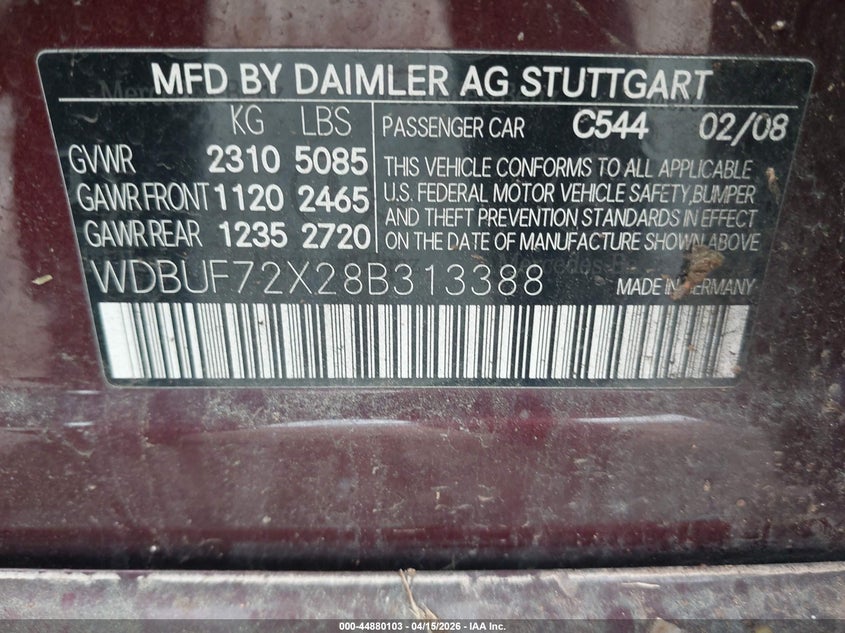 MFD BY DAIMLER AG STUTTGART
KG LBS
GVWR 2310 5085
GAWR FRONT 1120 2465
GAWR REAR 1235 2720
PASSENGER CAR C544 02/08
THIS VEHICLE CONFORMS TO ALL APPLICABLE
U.S. FEDERAL MOTOR VEHICLE SAFETY, BUMPER
AND THEFT PREVENTION STANDARDS IN EFFECT
ON THE DATE OF MANUFACTURE SHOWN ABOVE
WDBUF72X28B313388 MADE IN GERMANY
000-44880103 - 04/15/2026 - IAA Inc.